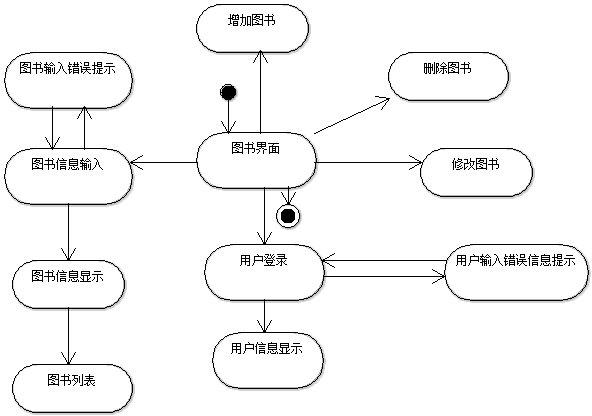 增加图书
图书输入错误提示
删除图书
图书界面
图书信息输入
修改图书
用户登录
用户输入错误信息提示
图书信息显示
用户信息显示
图书列表